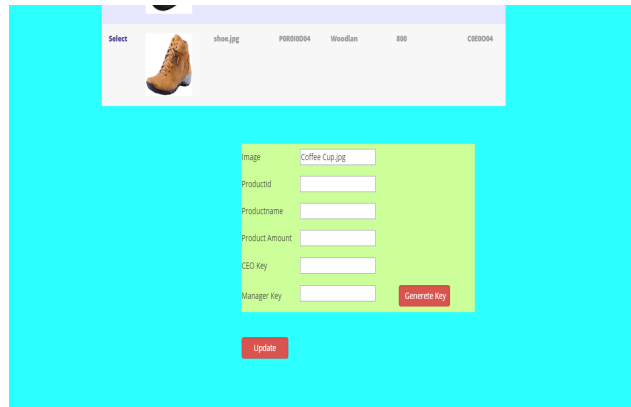 Select shoe.jpg P0R0I0D04 Woodlan 800 C0E0O04
Image Coffee Cup.jpg
Productid
Productname
Product Amount
CEO Key
Manager Key Generete Key
Update